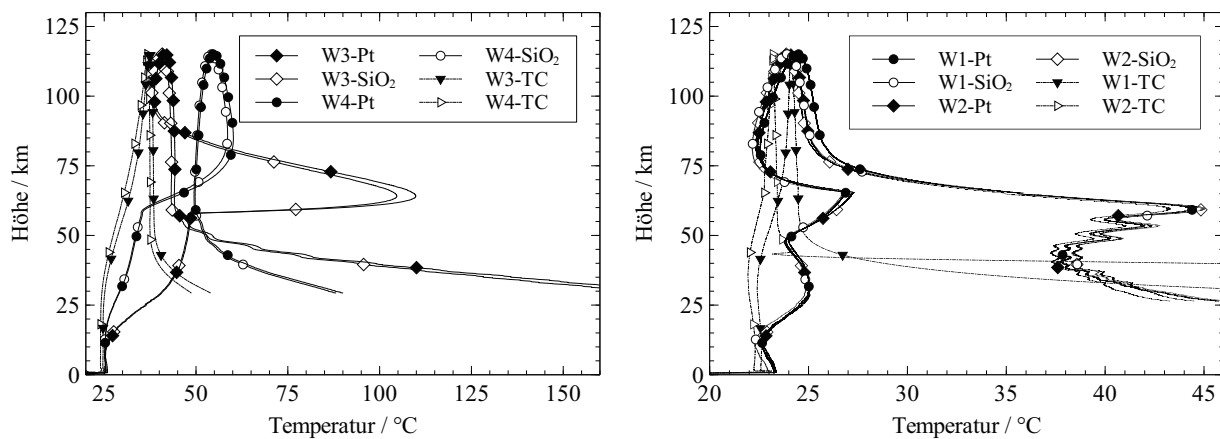 125
100
75
50
25
0
Höhe / km
25
50
75
100
125
150
Temperatur / °C
W3-Pt
W3-SiO₂
W4-Pt
W4-SiO₂
W3-TC
W4-TC
125
100
75
50
25
0
Höhe / km
20
25
30
35
40
45
Temperatur / °C
W1-Pt
W1-SiO₂
W2-Pt
W2-SiO₂
W1-TC
W2-TC